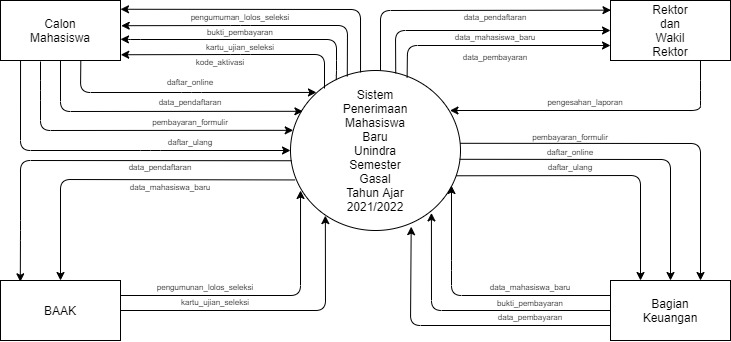 Calon
Mahasiswa
pengumuman_lolos_seleksi
bukti_pembayaran
kartu_ujian_seleksi
kode_aktivasi
daftar_online
data_pendaftaran
pembayaran_formulir
daftar_ulang
data_pendaftaran
data_mahasiswa_baru
data_pembayaran
Rektor
dan
Wakil
Rektor
pengesahan_laporan
Sistem
Penerimaan
Mahasiswa
Baru
Unindra
Semester
Gasal
Tahun Ajar
2021/2022
data_pendaftaran
data_mahasiswa_baru
pembayaran_formulir
daftar_online
daftar_ulang
BAAK
pengumunan_lolos_seleksi
kartu_ujian_seleksi
data_mahasiswa_baru
bukti_pembayaran
data_pembayaran
Bagian
Keuangan